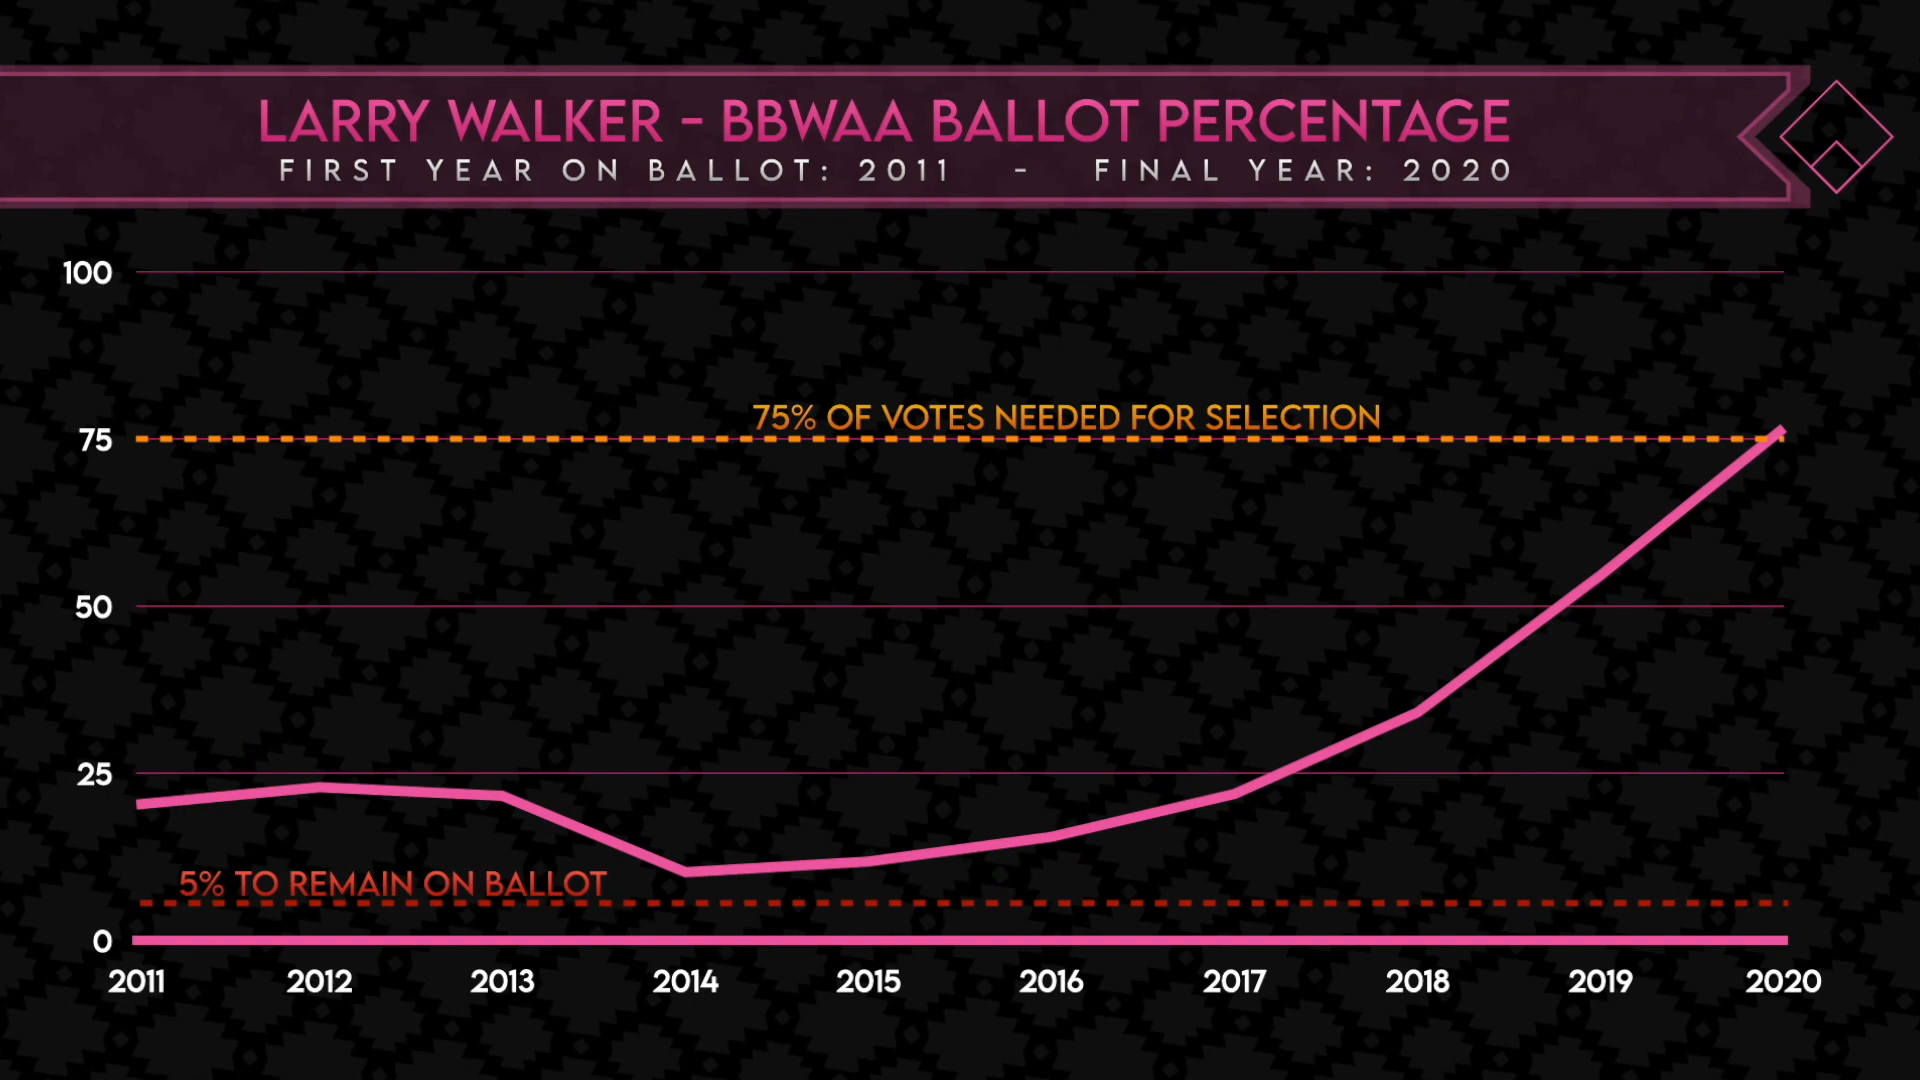 LARRY WALKER - BBWAA BALLOT PERCENTAGE
FIRST YEAR ON BALLOT: 2011 - FINAL YEAR: 2020
100
75% OF VOTES NEEDED FOR SELECTION
75
50
25
5% TO REMAIN ON BALLOT
0
2011 2012 2013 2014 2015 2016 2017 2018 2019 2020